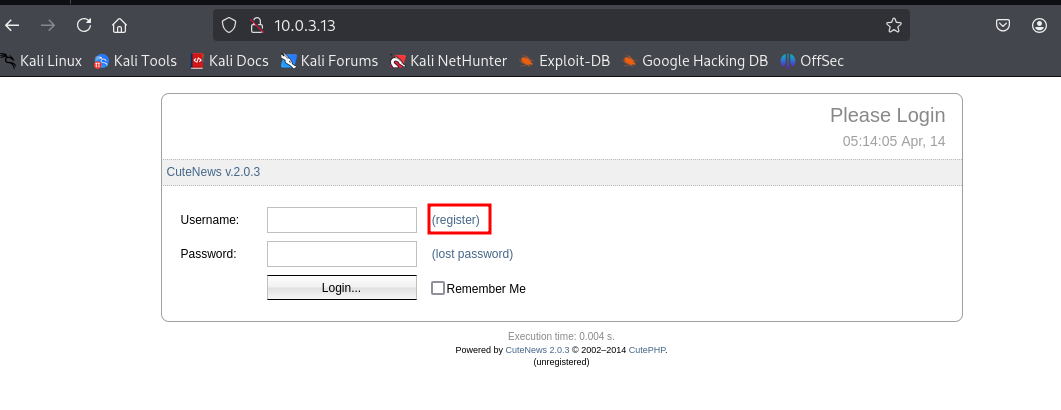 10.0.3.13
Kali Linux Kali Tools Kali Docs Kali Forums Kali NetHunter Exploit-DB Google Hacking DB OffSec
Please Login
05:14:05 Apr, 14
CuteNews v.2.0.3
Username: (register)
Password: (lost password)
Login... Remember Me
Execution time: 0.004 s.
Powered by CuteNews 2.0.3 © 2002–2014 CutePHP.
(unregistered)